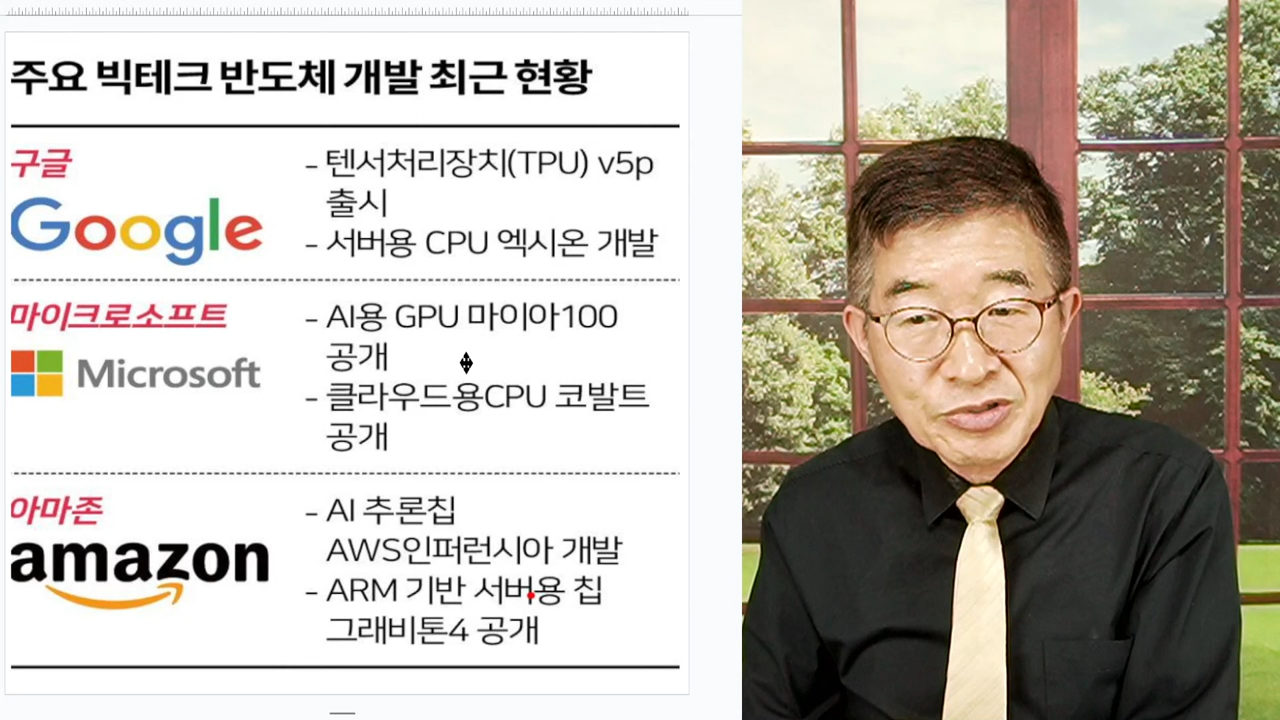 주요 빅테크 반도체 개발 최근 현황
구글
Google
- 텐서처리장치(TPU) v5p
출시
- 서버용 CPU 엑시온 개발
마이크로소프트
Microsoft
- AI용 GPU 마이아100
공개
- 클라우드용CPU 코발트
공개
아마존
amazon
- AI 추론칩
AWS인퍼런시아 개발
- ARM 기반 서버용 칩
그래비톤4 공개